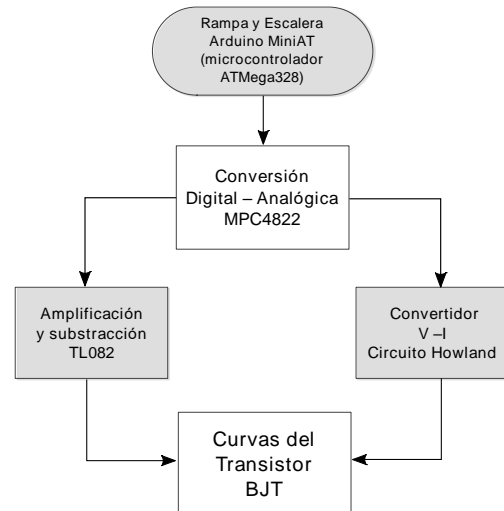 Rampa y Escalera
Arduino MiniAT
(microcontrolador
ATMega328)
Conversión
Digital – Analógica
MPC4822
Amplificación
y substracción
TL082
Convertidor
V –I
Circuito Howland
Curvas del
Transistor
BJT